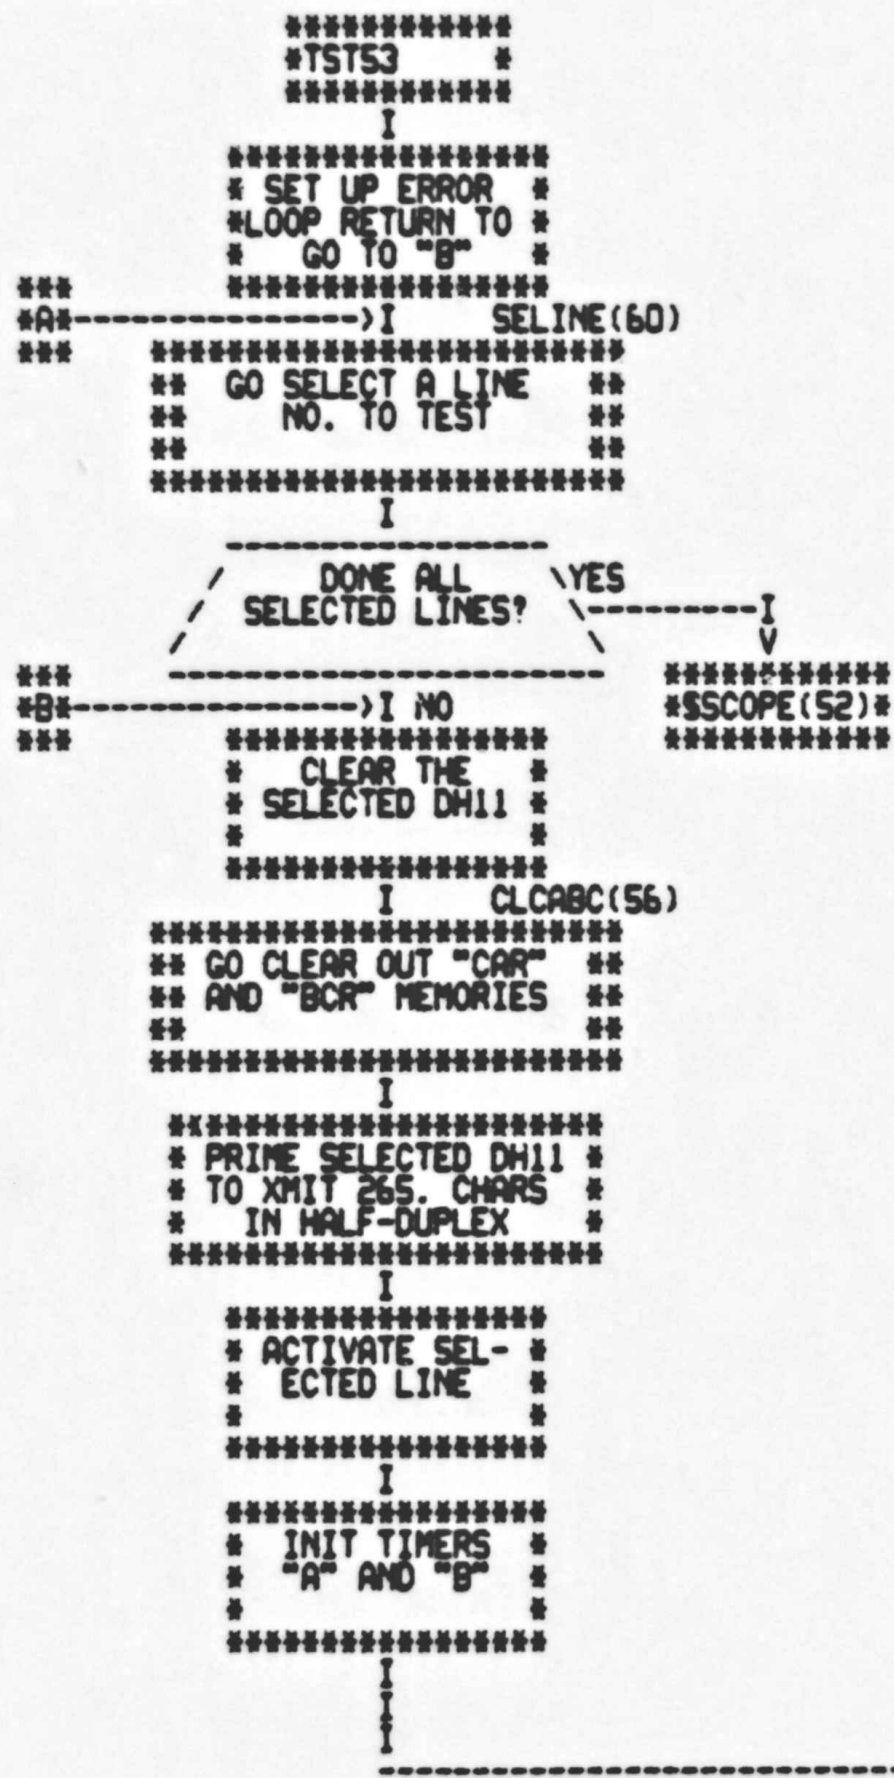 TST53
SET UP ERROR
LOOP RETURN TO
GO TO "B"
A
SELINE(60)
GO SELECT A LINE
NO. TO TEST
DONE ALL
SELECTED LINES?
YES
B
NO
$SCOPE(52)
CLEAR THE
SELECTED DH11
CLCABC(56)
GO CLEAR OUT "CAR"
AND "BCR" MEMORIES
PRIME SELECTED DH11
TO XMIT 265. CHARS
IN HALF-DUPLEX
ACTIVATE SEL-
ECTED LINE
INIT TIMERS
"A" AND "B"